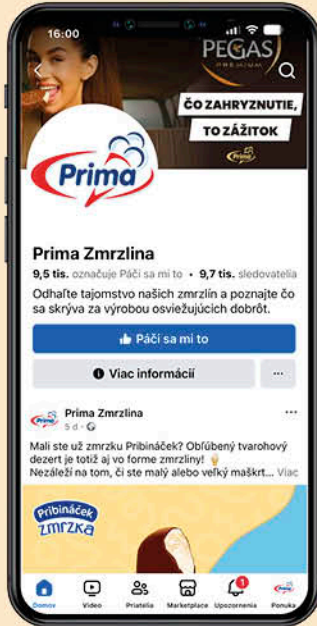 16:00
PEGAS
PREMIUM
ČO ZAHRYZNUTIE,
TO ZÁŽITOK
Prima
Prima
Prima Zmrzlina
9,5 tis. označuje Páči sa mi to • 9,7 tis. sledovatelia
Odhaľte tajomstvo našich zmrzlín a poznajte čo
sa skrýva za výrobou osviežujúcich dobrôt.
Páči sa mi to
Viac informácií
...
Prima
Prima Zmrzlina
...
5 d
Mali ste už zmrzku Pribináček? Obľúbený tvarohový
dezert je totiž aj vo forme zmrzliny!
Nezáleží na tom, či ste malý alebo veľký maškrt... Viac
Pribináček
zmrzka
1
Prima
Domov Video Priatelia Marketplace Upozornenia Ponuka